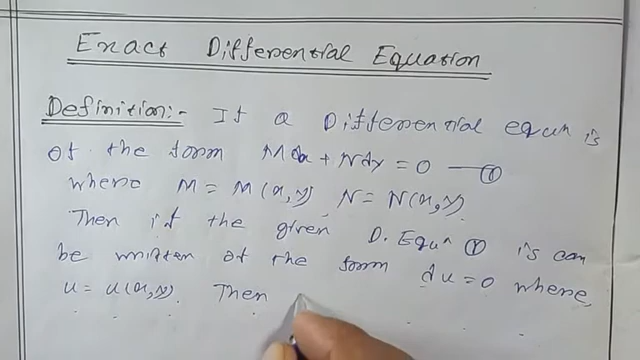 Exact Differential Equation
Definition:- If a Differential equn is
of the form Mdx + Ndy = 0 — ①
where M = M(x,y) N = N(x,y)
Then if the given D. Equn ① is can
be written of the form du = 0 where,
u = u(x,y). Then